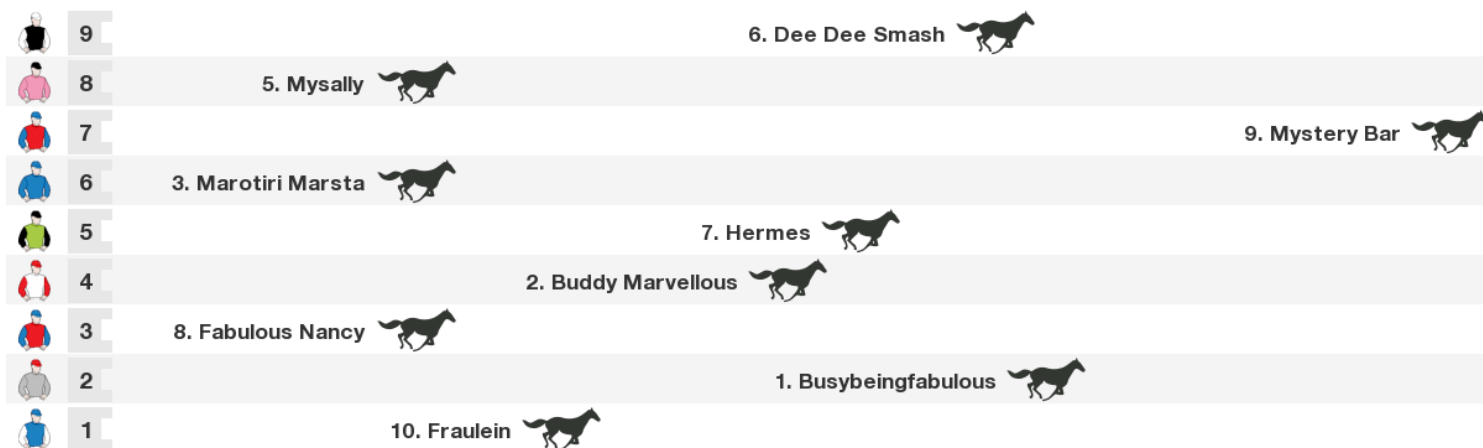 9 6. Dee Dee Smash
8 5. Mysally
7 9. Mystery Bar
6 3. Marotiri Marsta
5 7. Hermes
4 2. Buddy Marvellous
3 8. Fabulous Nancy
2 1. Busybeingfabulous
1 10. Fraulein